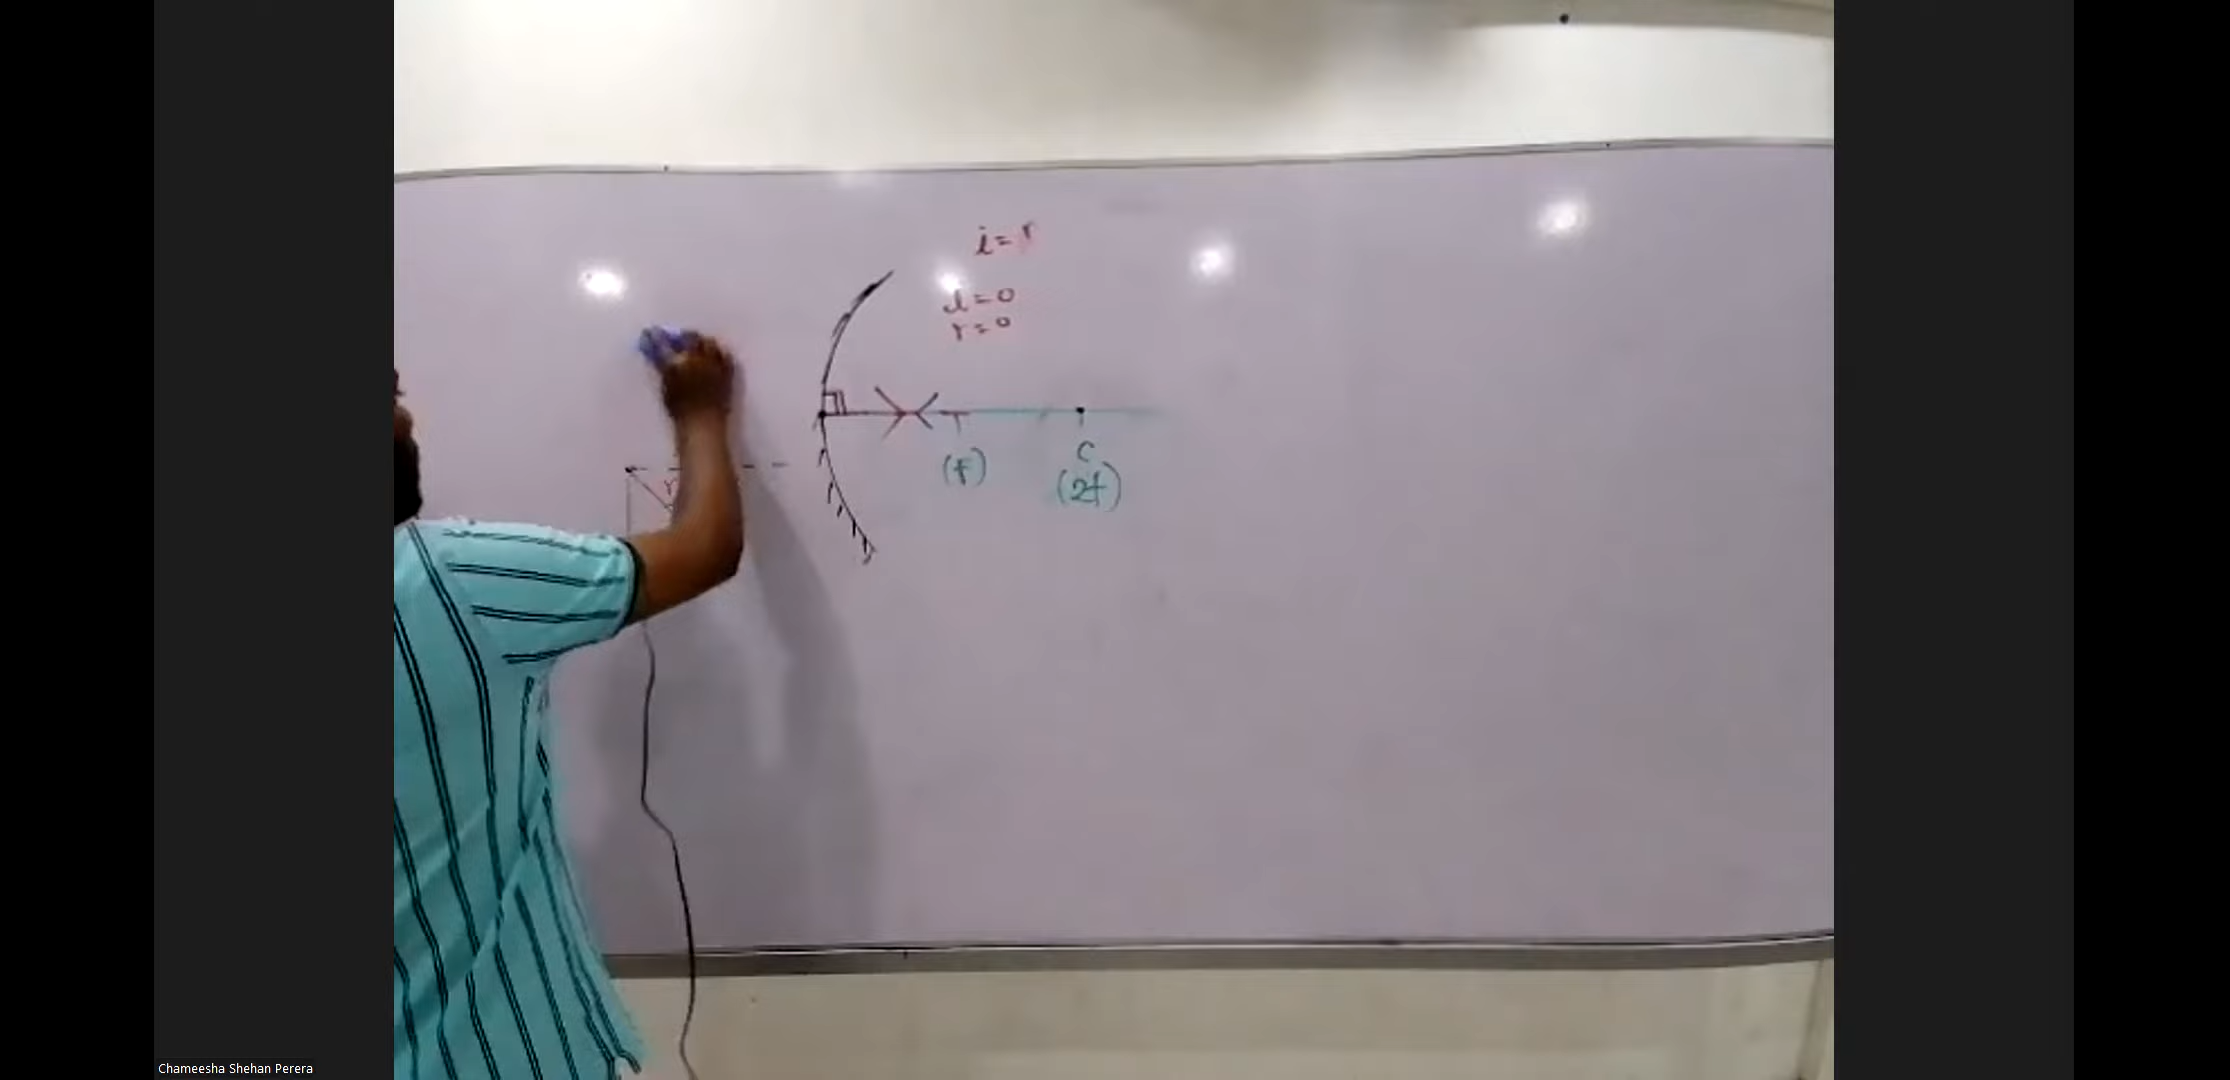 i = r
i = 0
r = 0
r
(f)
C
(2f)
Chameesha Shehan Perera